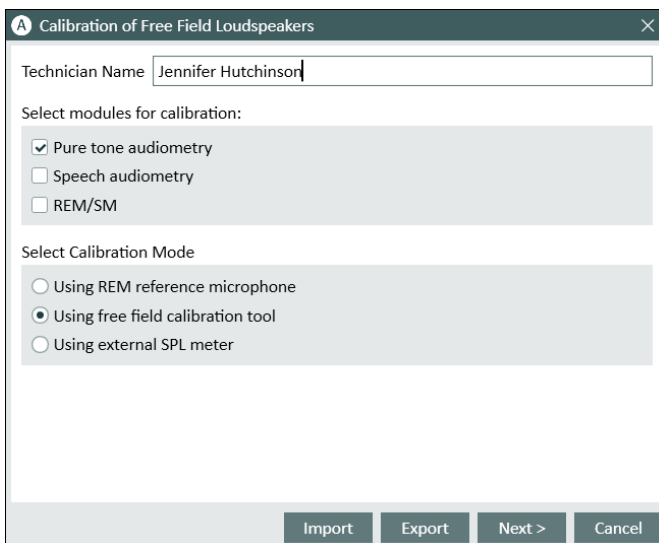 A Calibration of Free Field Loudspeakers
Technician Name Jennifer Hutchinson
Select modules for calibration:
Pure tone audiometry
Speech audiometry
REM/SM
Select Calibration Mode
Using REM reference microphone
Using free field calibration tool
Using external SPL meter
Import Export Next > Cancel